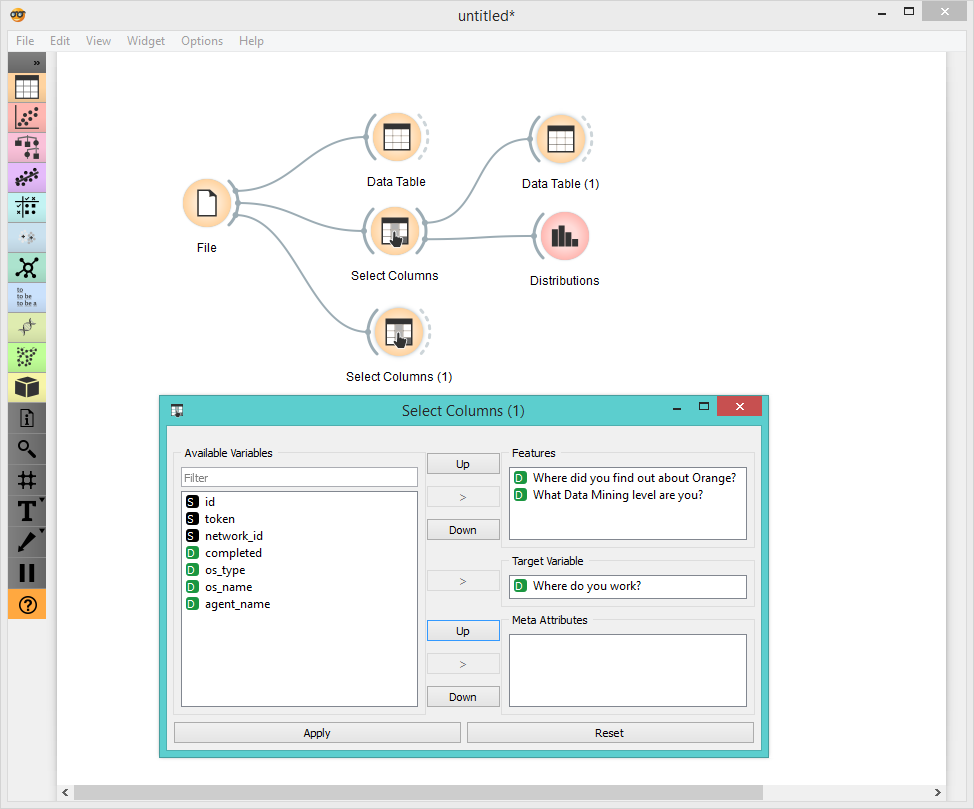 untitled*
File Edit View Widget Options Help
»
to
to be
to be a
T
?
Data Table
Data Table (1)
File
Select Columns
Distributions
Select Columns (1)
Select Columns (1)
Available Variables
Filter
S id
S token
S network_id
D completed
D os_type
D os_name
D agent_name
Up
>
Down
>
Up
>
Down
Features
D Where did you find out about Orange?
D What Data Mining level are you?
Target Variable
D Where do you work?
Meta Attributes
Apply Reset